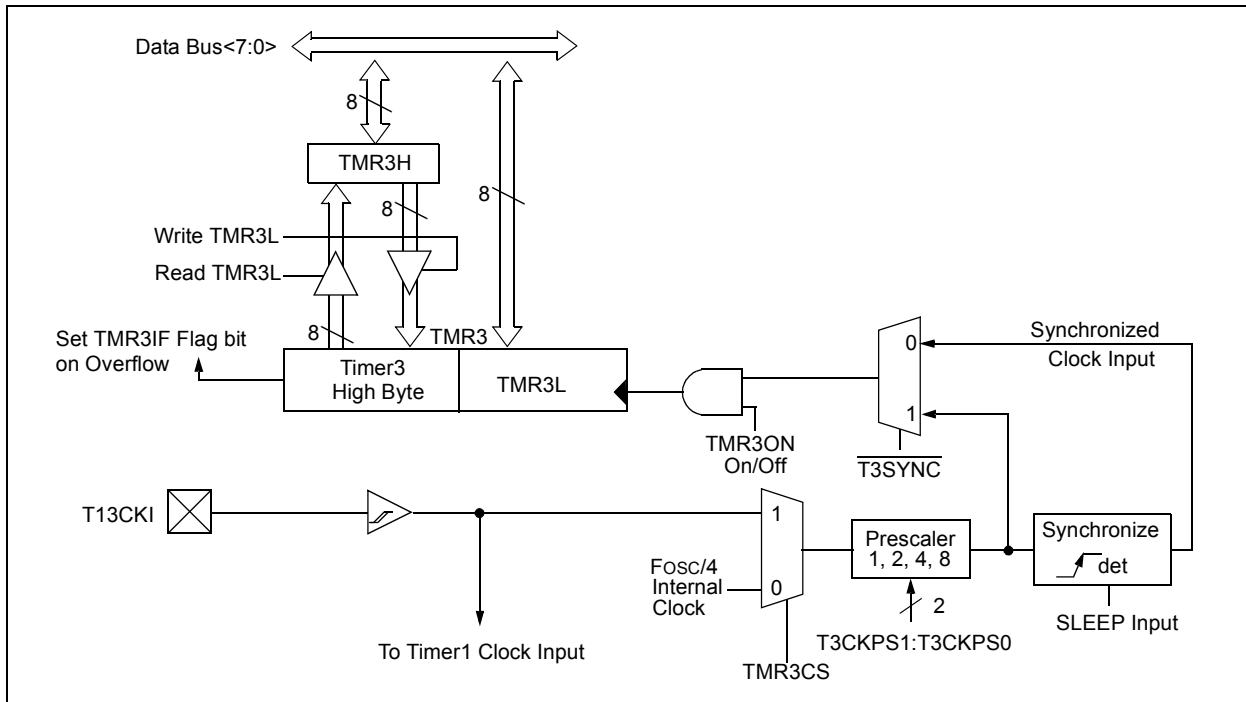 Data Bus<7:0>
8
TMR3H
8
8
Write TMR3L
Read TMR3L
8
TMR3
Set TMR3IF Flag bit
on Overflow
Timer3
High Byte
TMR3L
0
1
Synchronized
Clock Input
TMR3ON
On/Off
T3SYNC
T13CKI
1
0
FOSC/4
Internal
Clock
Prescaler
1, 2, 4, 8
Synchronize
det
2
SLEEP Input
T3CKPS1:T3CKPS0
To Timer1 Clock Input
TMR3CS